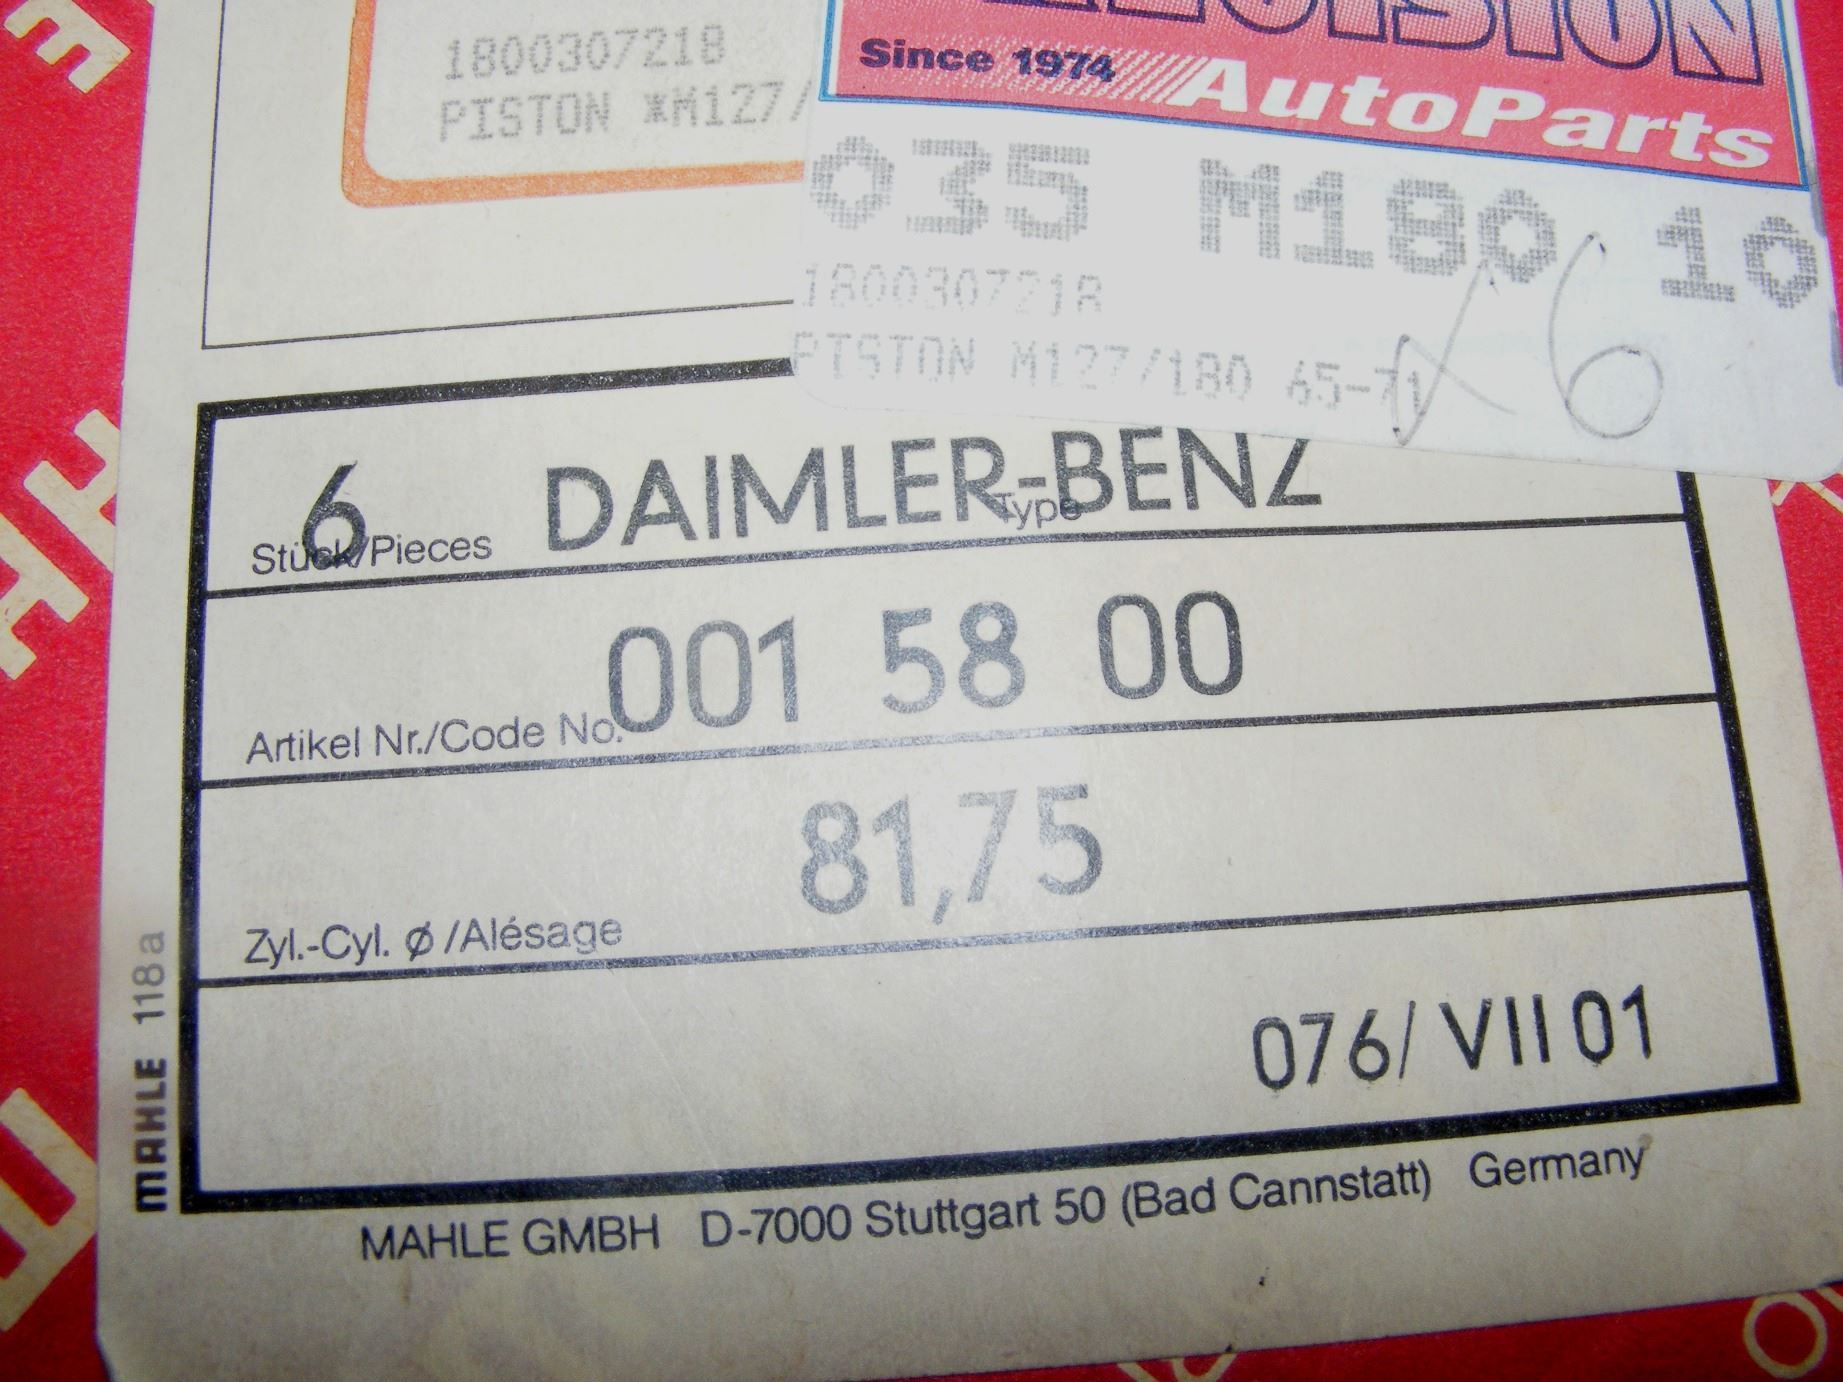 1800307218
PISTON *M127/
Since 1974
AutoParts
035 M180 10
1800307218
PISTON M127/180 65-71
x6
6 DAIMLER-BENZ
Stück/Pieces Type
001 58 00
Artikel Nr./Code No.
81,75
Zyl.-Cyl. ø /Alésage
076/ VII 01
MAHLE 118a
MAHLE GMBH D-7000 Stuttgart 50 (Bad Cannstatt) Germany